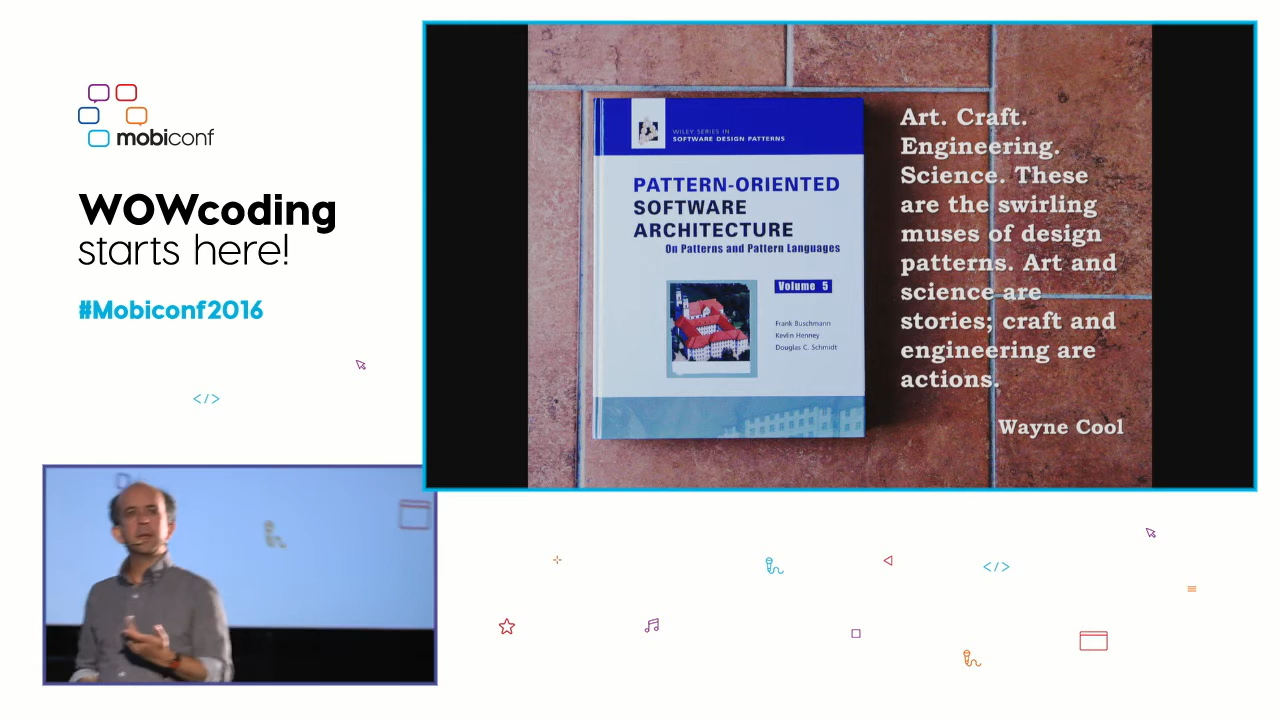 mobiconf
WOWcoding
starts here!
#Mobiconf2016
</>
WILEY SERIES IN
SOFTWARE DESIGN PATTERNS
PATTERN-ORIENTED
SOFTWARE
ARCHITECTURE
On Patterns and Pattern Languages
Volume 5
Frank Buschmann
Kevlin Henney
Douglas C. Schmidt
Art. Craft.
Engineering.
Science. These
are the swirling
muses of design
patterns. Art and
science are
stories; craft and
engineering are
actions.
Wayne Cool
</>